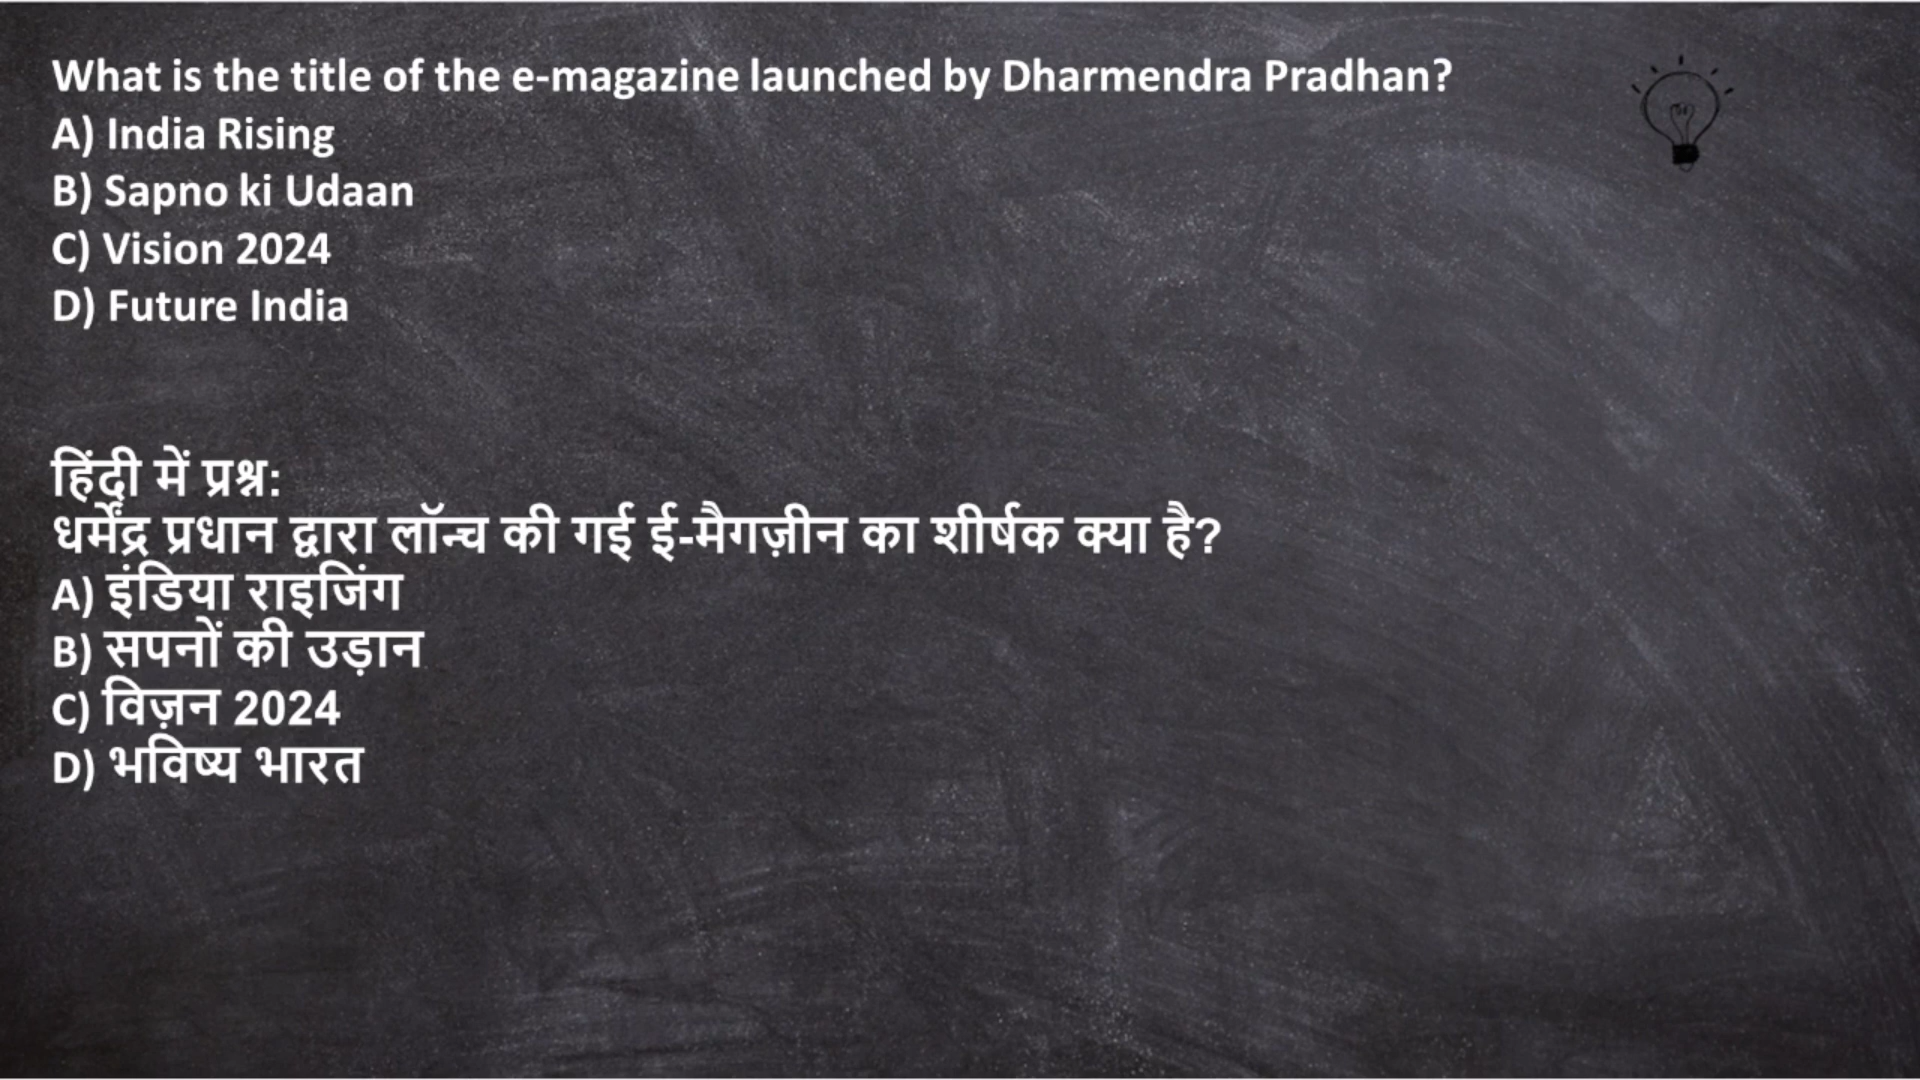 What is the title of the e-magazine launched by Dharmendra Pradhan?
A) India Rising
B) Sapno ki Udaan
C) Vision 2024
D) Future India
हिंदी में प्रश्न:
धर्मेंद्र प्रधान द्वारा लॉन्च की गई ई-मैगज़ीन का शीर्षक क्या है?
A) इंडिया राइजिंग
B) सपनों की उड़ान
C) विज़न 2024
D) भविष्य भारत